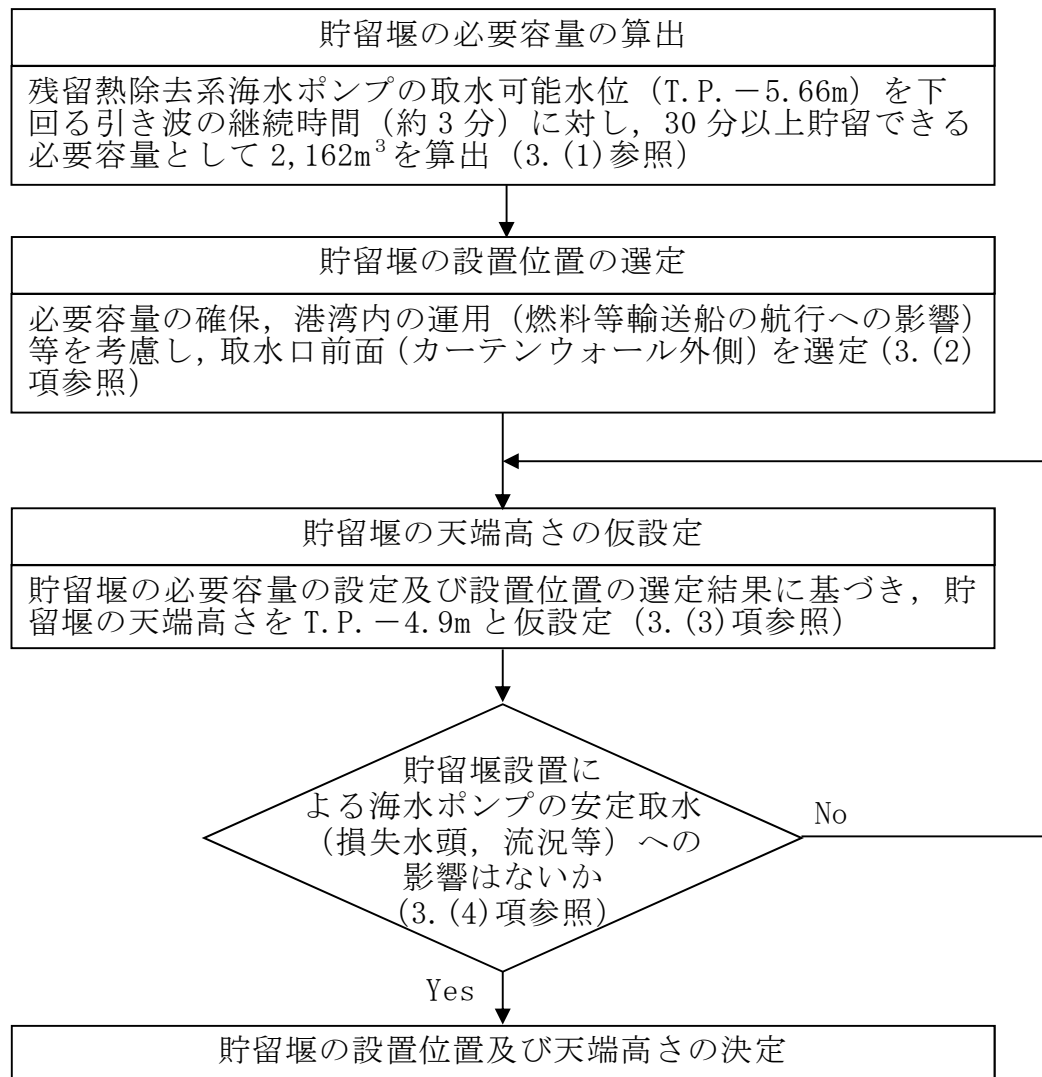 貯留堰の必要容量の算出
残留熱除去系海水ポンプの取水可能水位（T.P.－5.66m）を下
回る引き波の継続時間（約３分）に対し，30 分以上貯留できる
必要容量として 2,162m³を算出（3.(1)参照）
貯留堰の設置位置の選定
必要容量の確保，港湾内の運用（燃料等輸送船の航行への影響）
等を考慮し，取水口前面（カーテンウォール外側）を選定（3.(2)
項参照）
貯留堰の天端高さの仮設定
貯留堰の必要容量の設定及び設置位置の選定結果に基づき，貯
留堰の天端高さを T.P.－4.9m と仮設定（3.(3)項参照）
貯留堰設置に
よる海水ポンプの安定取水
（損失水頭，流況等）への
影響はないか
（3.(4)項参照）
No
Yes
貯留堰の設置位置及び天端高さの決定